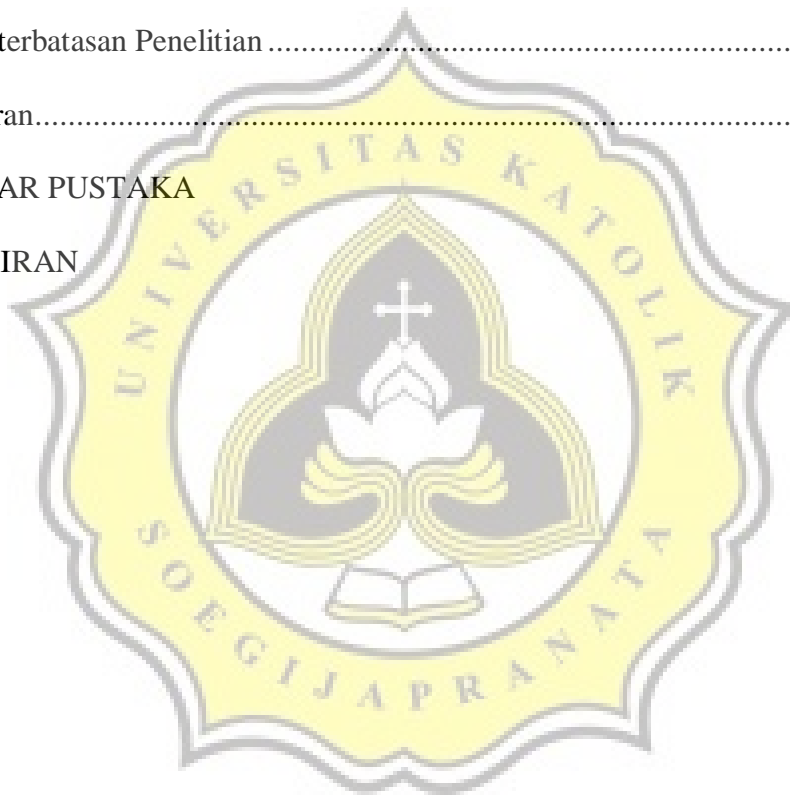 terbatasan Penelitian
ran
AR PUSTAKA
IRAN
UNIVERSITAS KATOLIK
SOEGIJAPRANATA